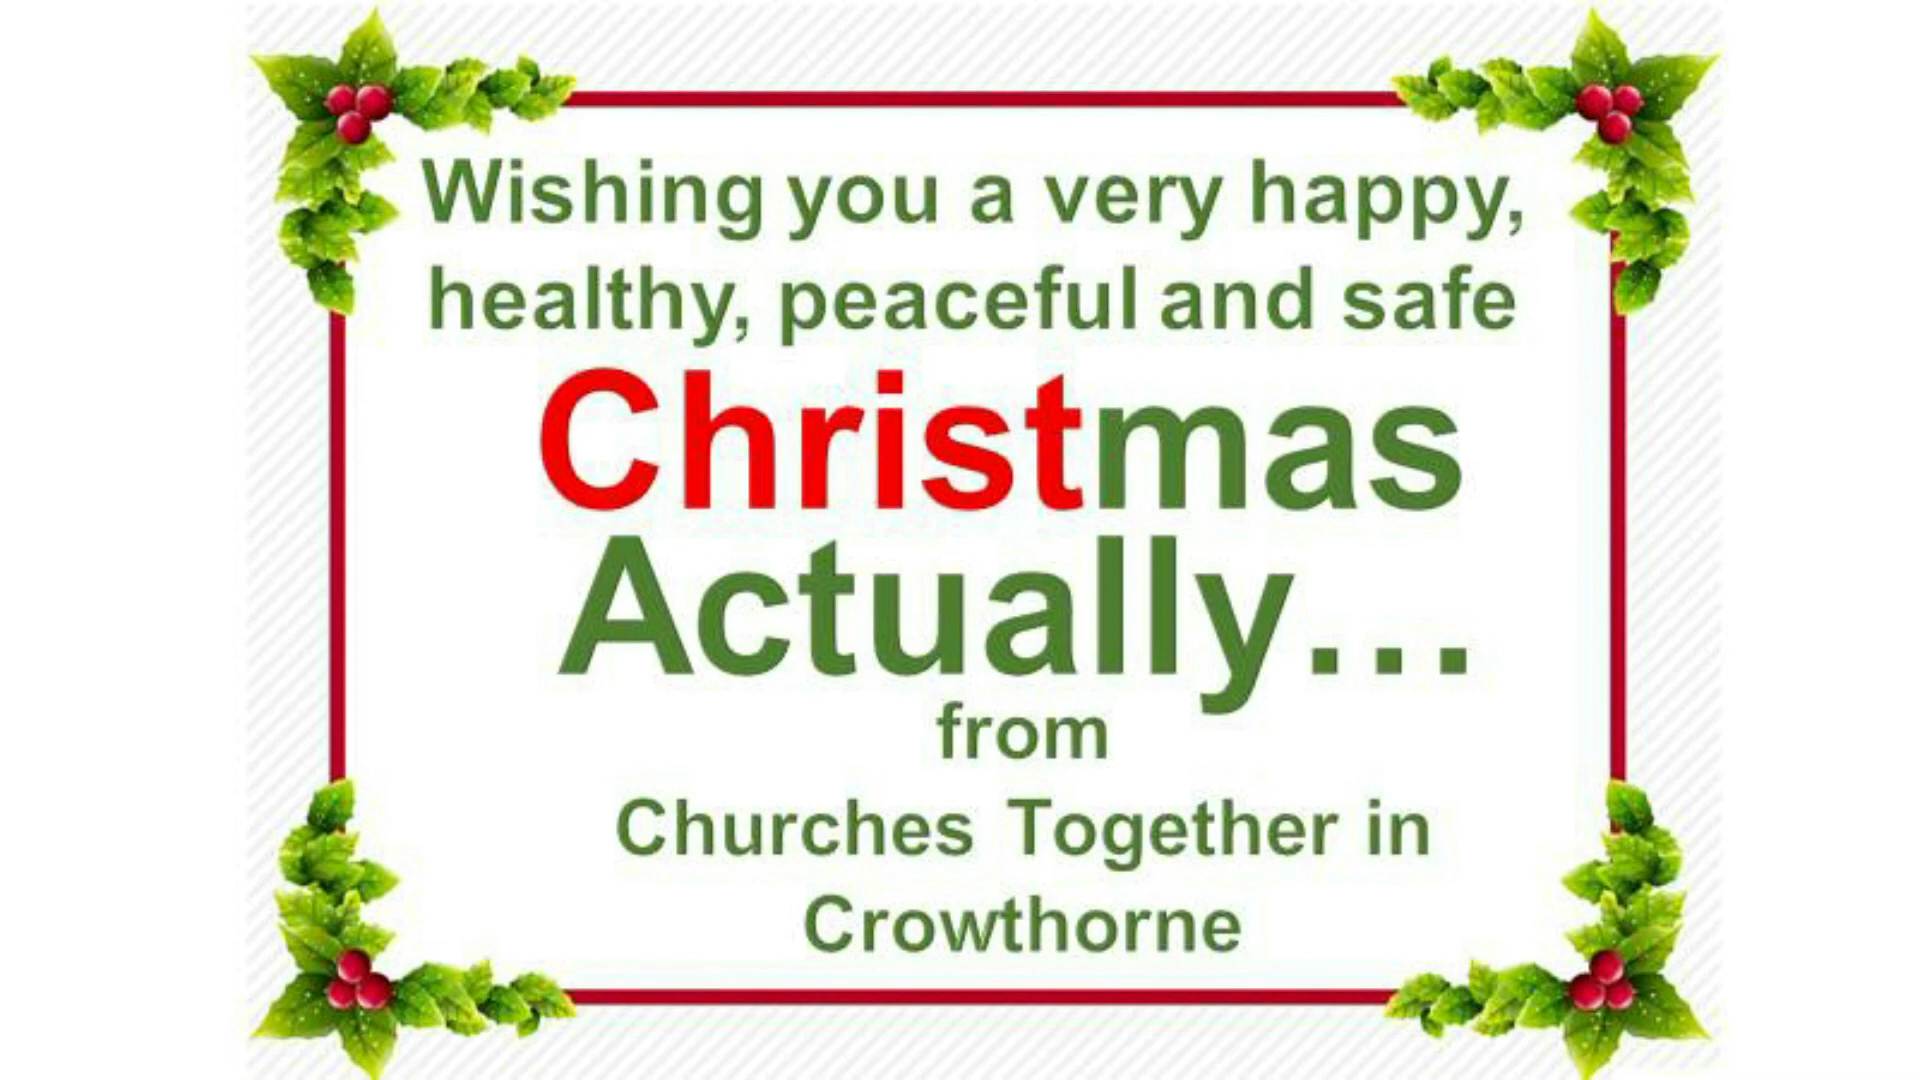 Wishing you a very happy,
healthy, peaceful and safe
Christmas
Actually...
from
Churches Together in
Crowthorne